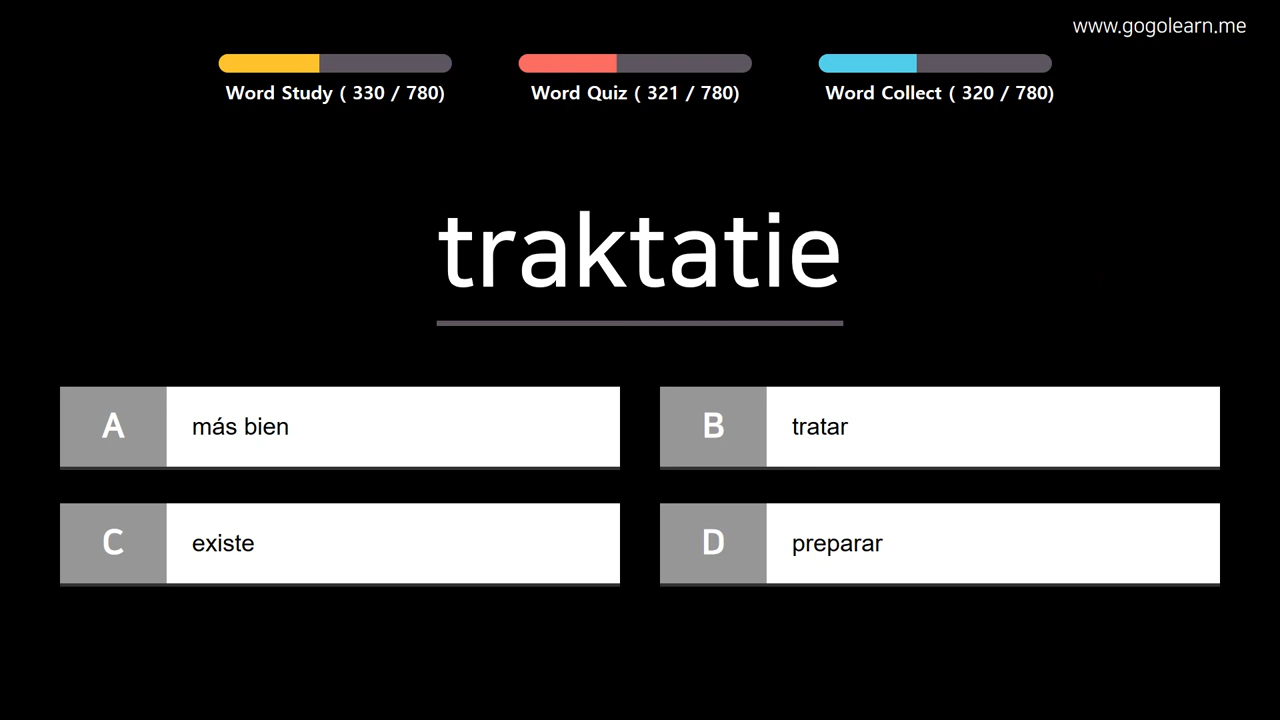 www.gogolearn.me
Word Study ( 330 / 780)
Word Quiz ( 321 / 780)
Word Collect ( 320 / 780)
traktatie
A más bien
B tratar
C existe
D preparar